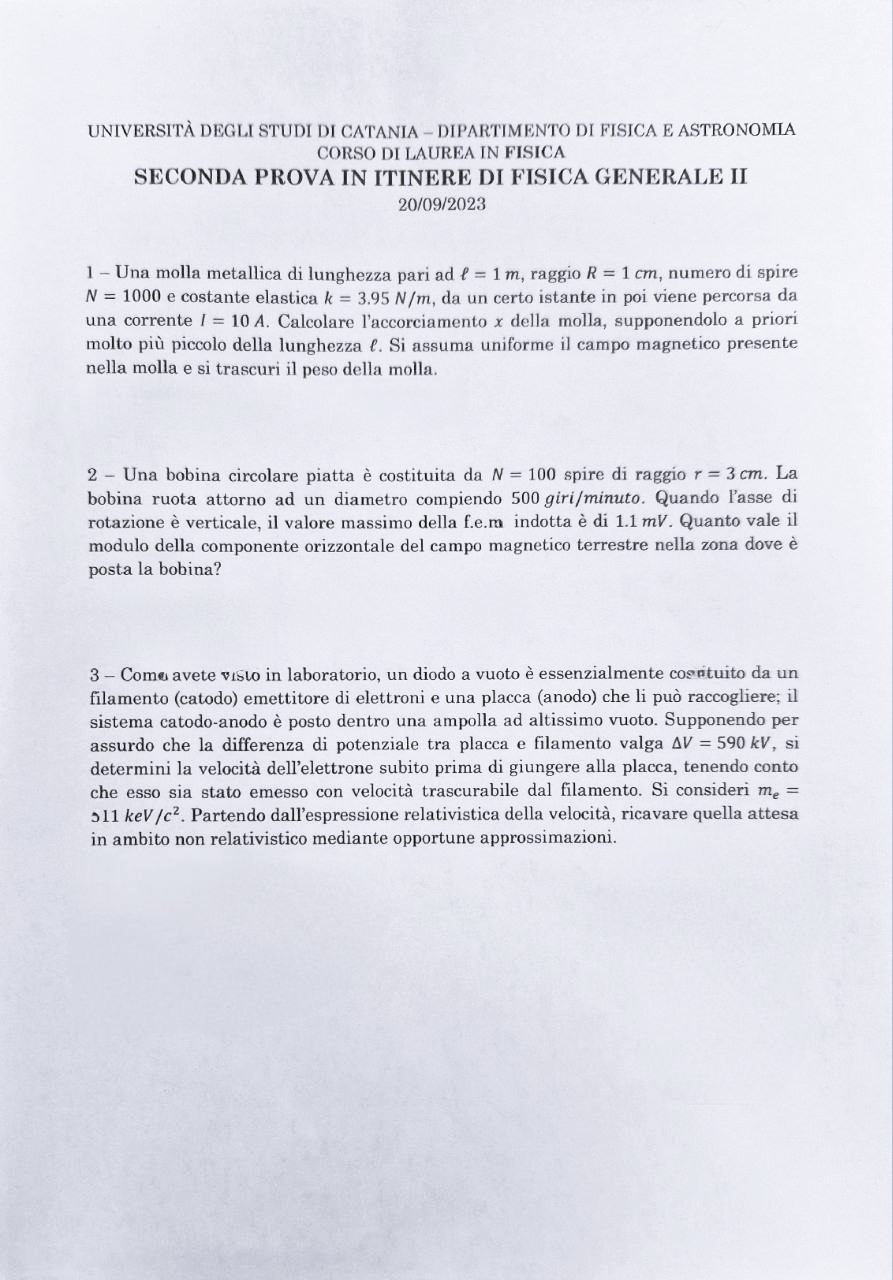 UNIVERSITÀ DEGLI STUDI DI CATANIA – DIPARTIMENTO DI FISICA E ASTRONOMIA
CORSO DI LAUREA IN FISICA
SECONDA PROVA IN ITINERE DI FISICA GENERALE II
20/09/2023
1 – Una molla metallica di lunghezza pari ad ℓ = 1 m, raggio R = 1 cm, numero di spire
N = 1000 e costante elastica k = 3.95 N/m, da un certo istante in poi viene percorsa da
una corrente I = 10 A. Calcolare l'accorciamento x della molla, supponendolo a priori
molto più piccolo della lunghezza ℓ. Si assuma uniforme il campo magnetico presente
nella molla e si trascuri il peso della molla.
2 – Una bobina circolare piatta è costituita da N = 100 spire di raggio r = 3 cm. La
bobina ruota attorno ad un diametro compiendo 500 giri/minuto. Quando l'asse di
rotazione è verticale, il valore massimo della f.e.m indotta è di 1.1 mV. Quanto vale il
modulo della componente orizzontale del campo magnetico terrestre nella zona dove è
posta la bobina?
3 – Come avete visto in laboratorio, un diodo a vuoto è essenzialmente costituito da un
filamento (catodo) emettitore di elettroni e una placca (anodo) che li può raccogliere; il
sistema catodo-anodo è posto dentro una ampolla ad altissimo vuoto. Supponendo per
assurdo che la differenza di potenziale tra placca e filamento valga ΔV = 590 kV, si
determini la velocità dell'elettrone subito prima di giungere alla placca, tenendo conto
che esso sia stato emesso con velocità trascurabile dal filamento. Si consideri mₑ =
511 keV/c². Partendo dall'espressione relativistica della velocità, ricavare quella attesa
in ambito non relativistico mediante opportune approssimazioni.